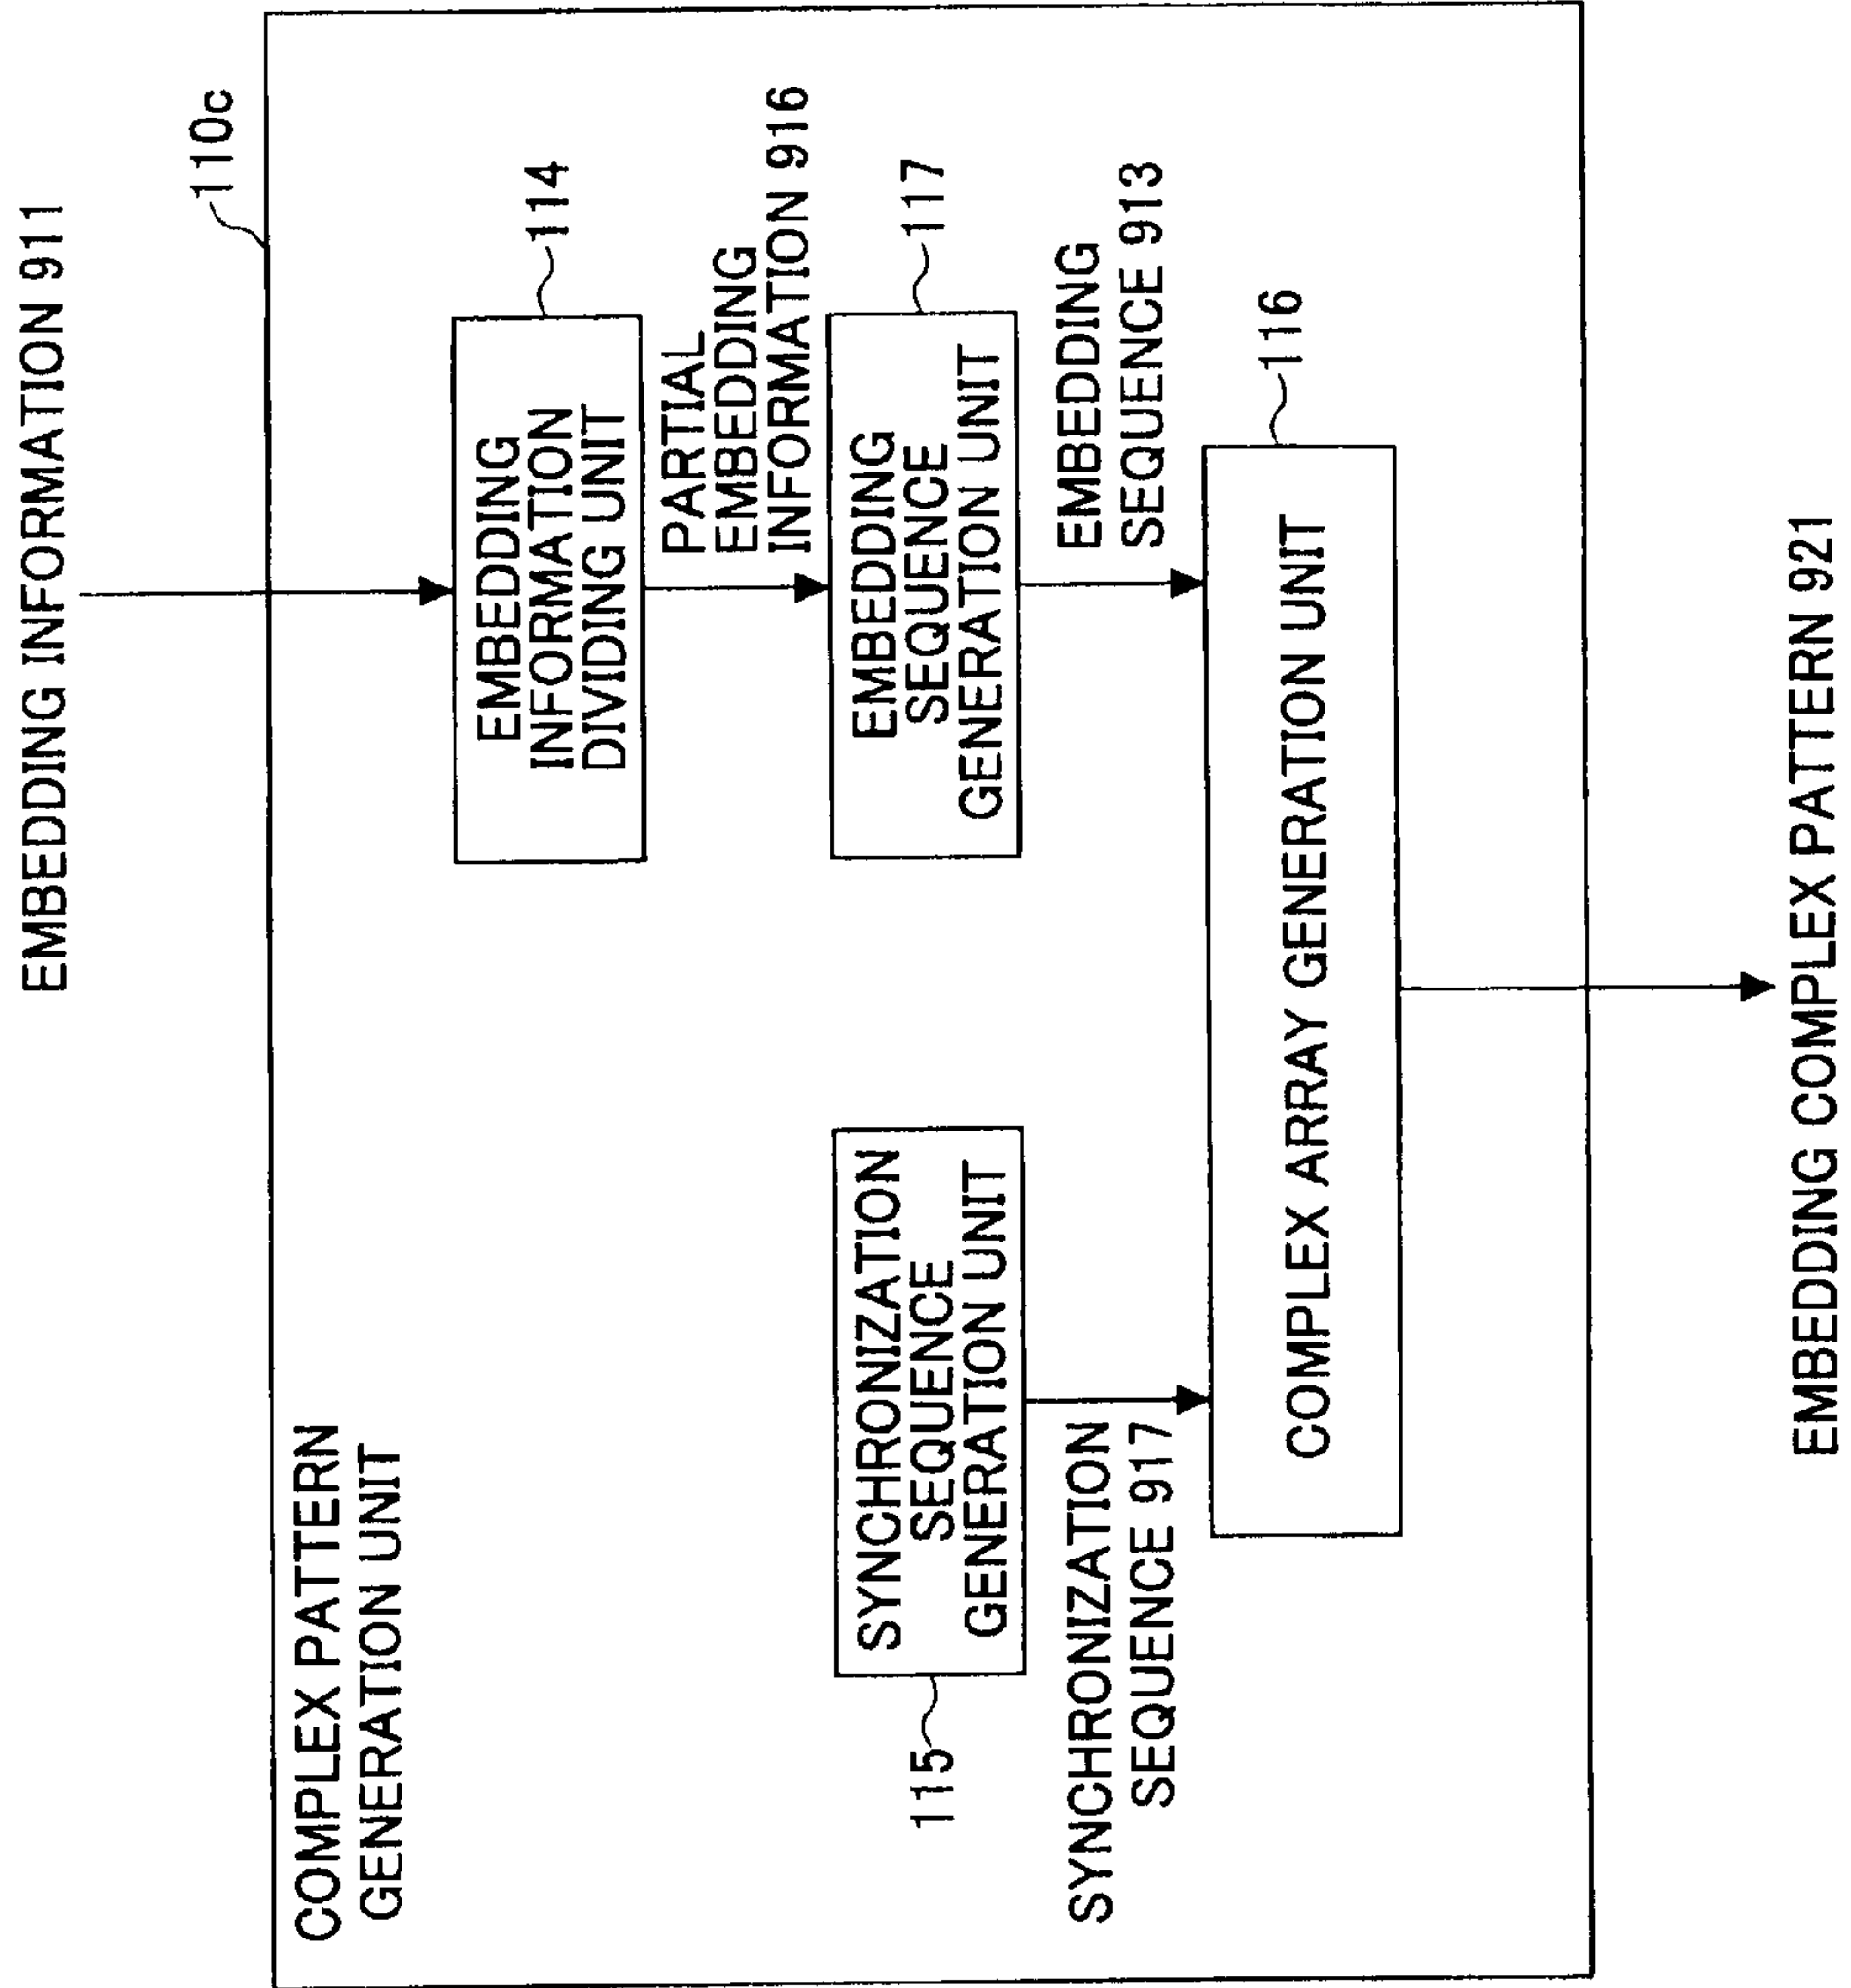 EMBEDDING INFORMATION 911
110c
COMPLEX PATTERN
GENERATION UNIT
114
EMBEDDING
INFORMATION
DIVIDING UNIT
PARTIAL
EMBEDDING
INFORMATION 916
117
EMBEDDING
SEQUENCE
GENERATION UNIT
115
SYNCHRONIZATION
SEQUENCE
GENERATION UNIT
SYNCHRONIZATION
SEQUENCE 917
EMBEDDING
SEQUENCE 913
116
COMPLEX ARRAY GENERATION UNIT
EMBEDDING COMPLEX PATTERN 921